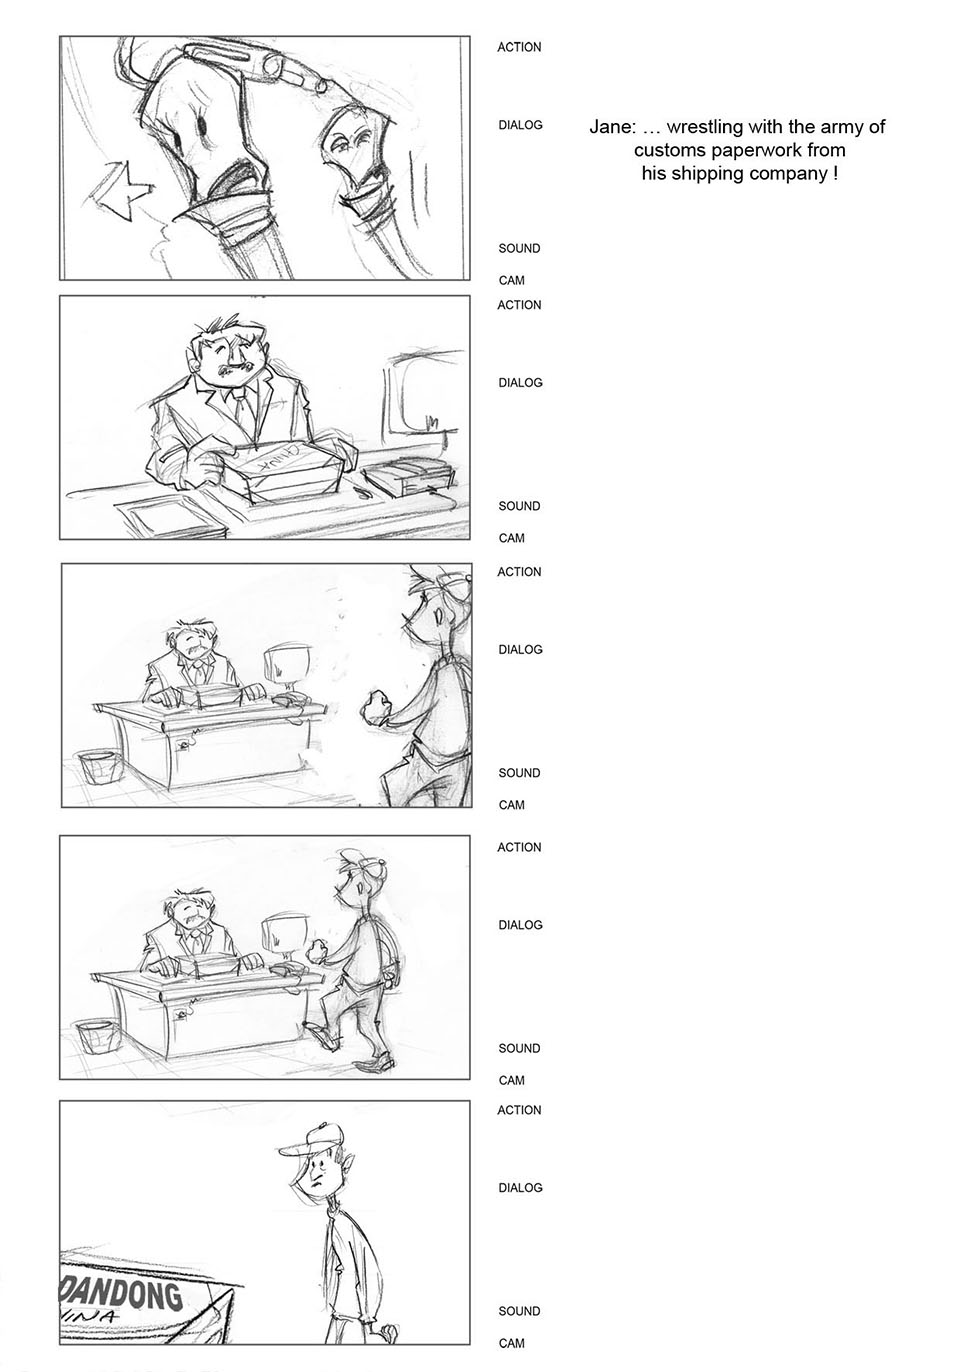 ACTION
DIALOG
Jane: … wrestling with the army of
customs paperwork from
his shipping company !
SOUND
CAM
ACTION
DIALOG
CHINA
SOUND
CAM
ACTION
DIALOG
SOUND
CAM
ACTION
DIALOG
SOUND
CAM
ACTION
DIALOG
DANDONG
HINA
SOUND
CAM